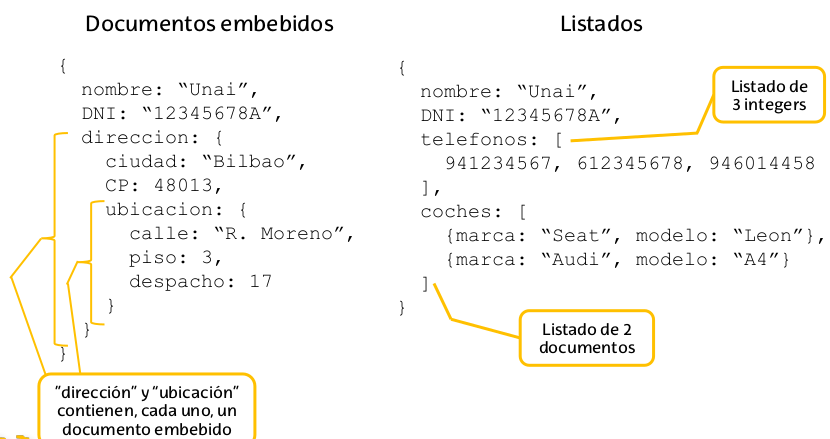 Documentos embebidos
{
nombre: “Unai”,
DNI: “12345678A”,
direccion: {
ciudad: “Bilbao”,
CP: 48013,
ubicacion: {
calle: “R. Moreno”,
piso: 3,
despacho: 17
}
}
}
“dirección” y “ubicación”
contienen, cada uno, un
documento embebido
Listados
{
nombre: “Unai”,
DNI: “12345678A”,
telefonos: [
941234567, 612345678, 946014458
],
coches: [
{marca: “Seat”, modelo: “Leon”},
{marca: “Audi”, modelo: “A4”}
]
}
Listado de
3 integers
Listado de 2
documentos